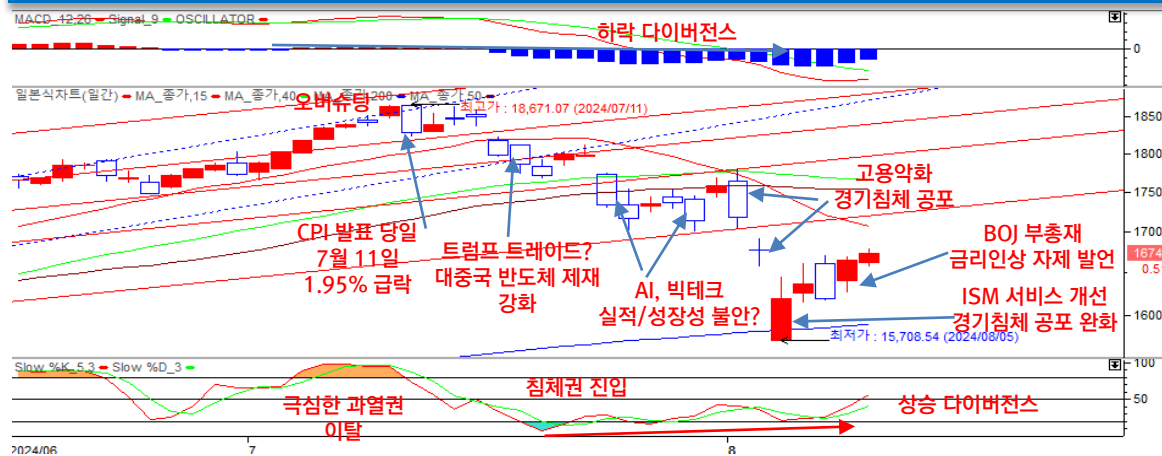 MACD_12,26 Signal_9 OSCILLATOR
하락 다이버전스
0
일본식차트(일간) MA_종가,15 MA_종가,40 MA_종가,200 MA_종가,50
오버슈팅
최고가 : 18,671.07 (2024/07/11)
1850
1800
1750
1700
1674
0.5
1600
CPI 발표 당일
7월 11일
1.95% 급락
트럼프 트레이드?
대중국 반도체 제재
강화
AI, 빅테크
실적/성장성 불안?
고용악화
경기침체 공포
BOJ 부총재
금리인상 자제 발언
ISM 서비스 개선
경기침체 공포 완화
최저가 : 15,708.54 (2024/08/05)
Slow %K_5,3 Slow %D_3
100
50
극심한 과열권
이탈
침체권 진입
상승 다이버전스
2024/06 7 8